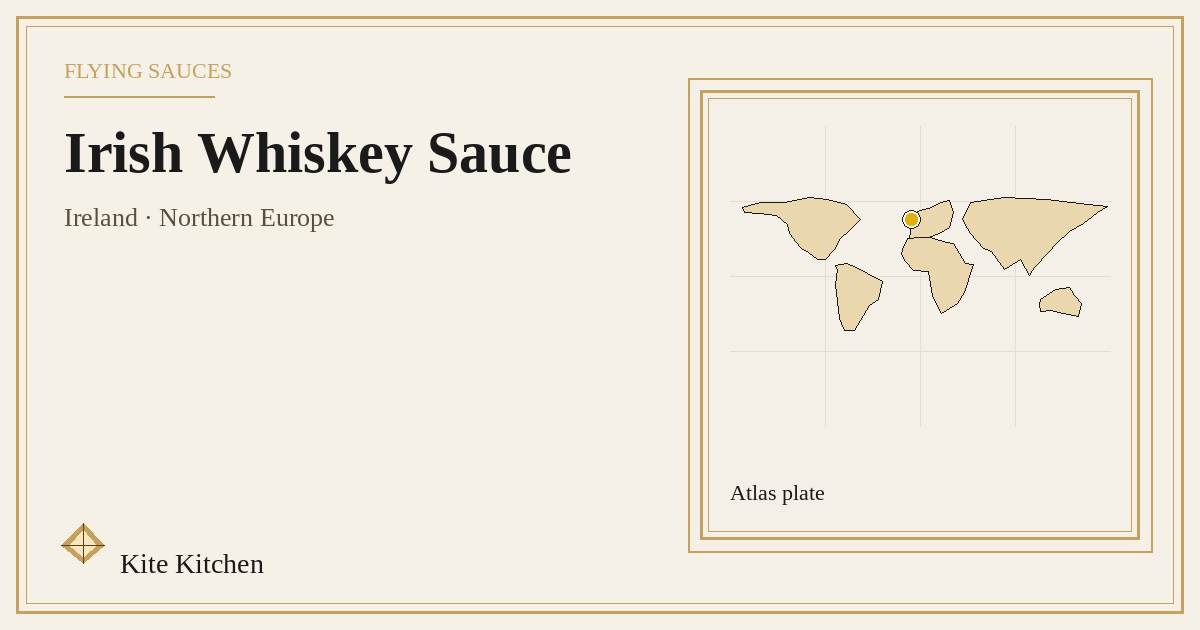 FLYING SAUCES
Irish Whiskey Sauce
Ireland · Northern Europe
Atlas plate
Kite Kitchen